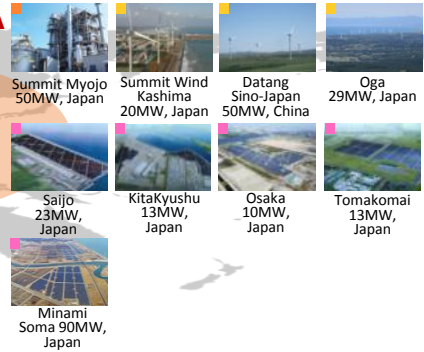 Summit Myojo
50MW, Japan
Summit Wind
Kashima
20MW, Japan
Datang
Sino-Japan
50MW, China
Oga
29MW, Japan
Saijo
23MW,
Japan
KitaKyushu
13MW,
Japan
Osaka
10MW,
Japan
Tomakomai
13MW,
Japan
Minami
Soma 90MW,
Japan